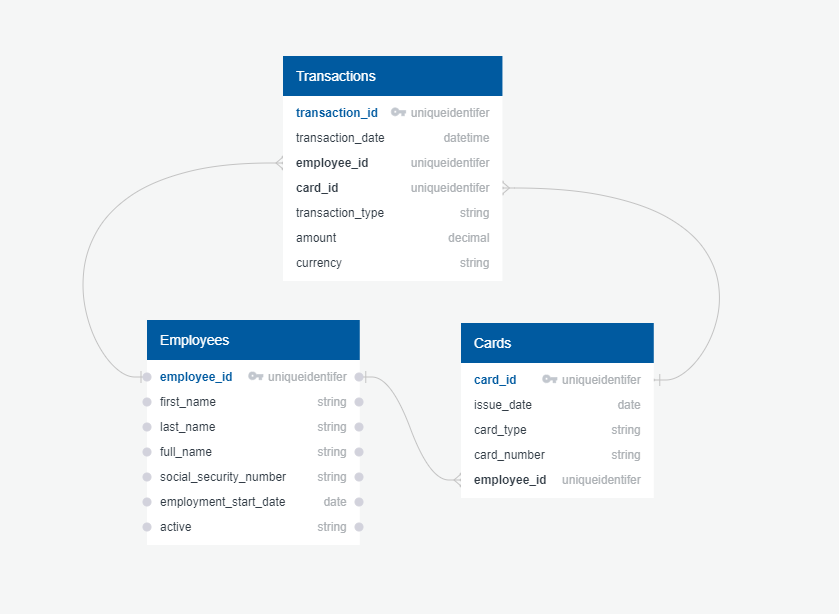 Transactions
transaction_id uniqueidentifer
transaction_date datetime
employee_id uniqueidentifer
card_id uniqueidentifer
transaction_type string
amount decimal
currency string
Employees
employee_id uniqueidentifer
first_name string
last_name string
full_name string
social_security_number string
employment_start_date date
active string
Cards
card_id uniqueidentifer
issue_date date
card_type string
card_number string
employee_id uniqueidentifer